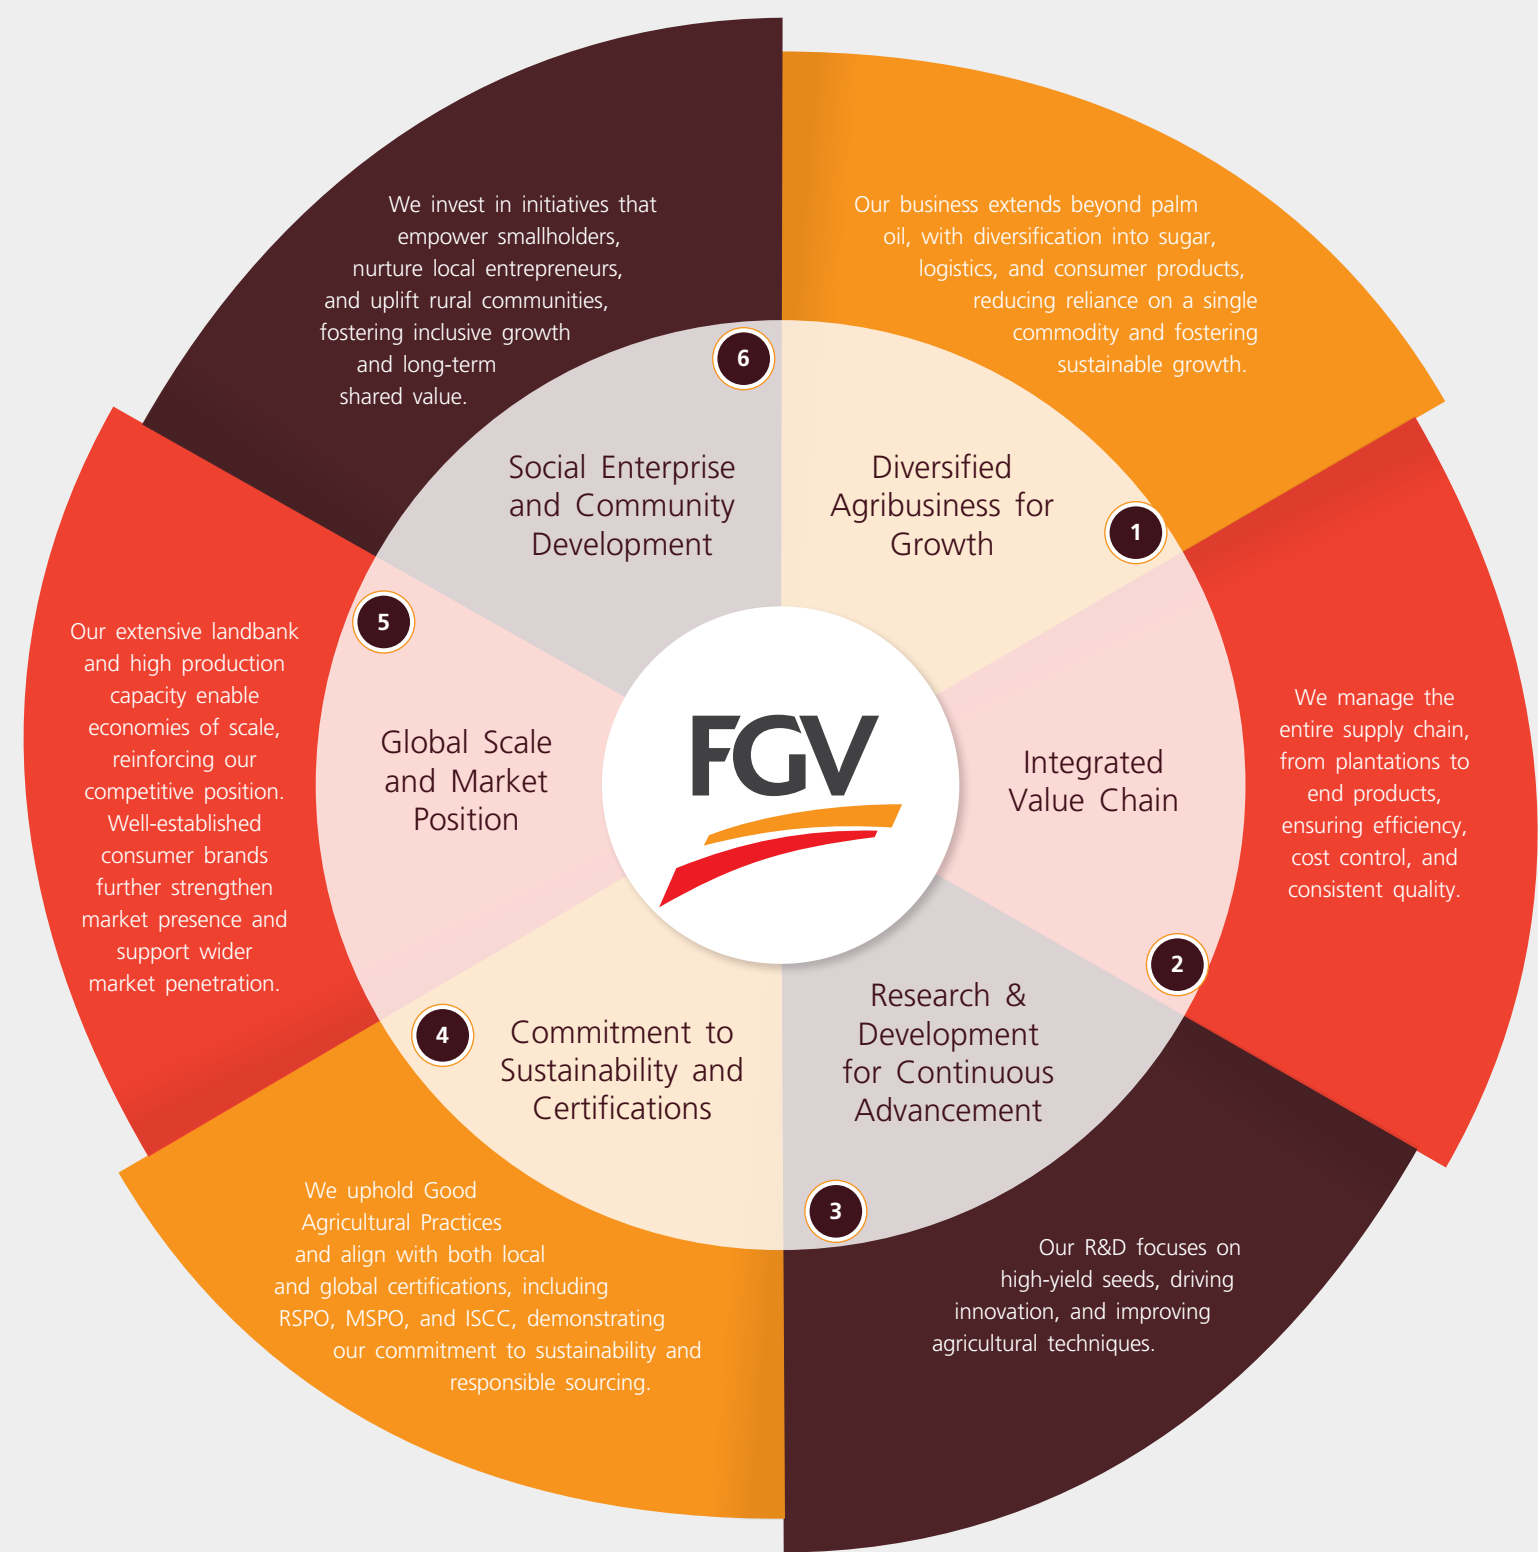 FGV
1
Diversified
Agribusiness for
Growth
Our business extends beyond palm
oil, with diversification into sugar,
logistics, and consumer products,
reducing reliance on a single
commodity and fostering
sustainable growth.
2
Integrated
Value Chain
We manage the
entire supply chain,
from plantations to
end products,
ensuring efficiency,
cost control, and
consistent quality.
3
Research &
Development
for Continuous
Advancement
Our R&D focuses on
high-yield seeds, driving
innovation, and improving
agricultural techniques.
4
Commitment to
Sustainability and
Certifications
We uphold Good
Agricultural Practices
and align with both local
and global certifications, including
RSPO, MSPO, and ISCC, demonstrating
our commitment to sustainability and
responsible sourcing.
5
Global Scale
and Market
Position
Our extensive landbank
and high production
capacity enable
economies of scale,
reinforcing our
competitive position.
Well-established
consumer brands
further strengthen
market presence and
support wider
market penetration.
6
Social Enterprise
and Community
Development
We invest in initiatives that
empower smallholders,
nurture local entrepreneurs,
and uplift rural communities,
fostering inclusive growth
and long-term
shared value.